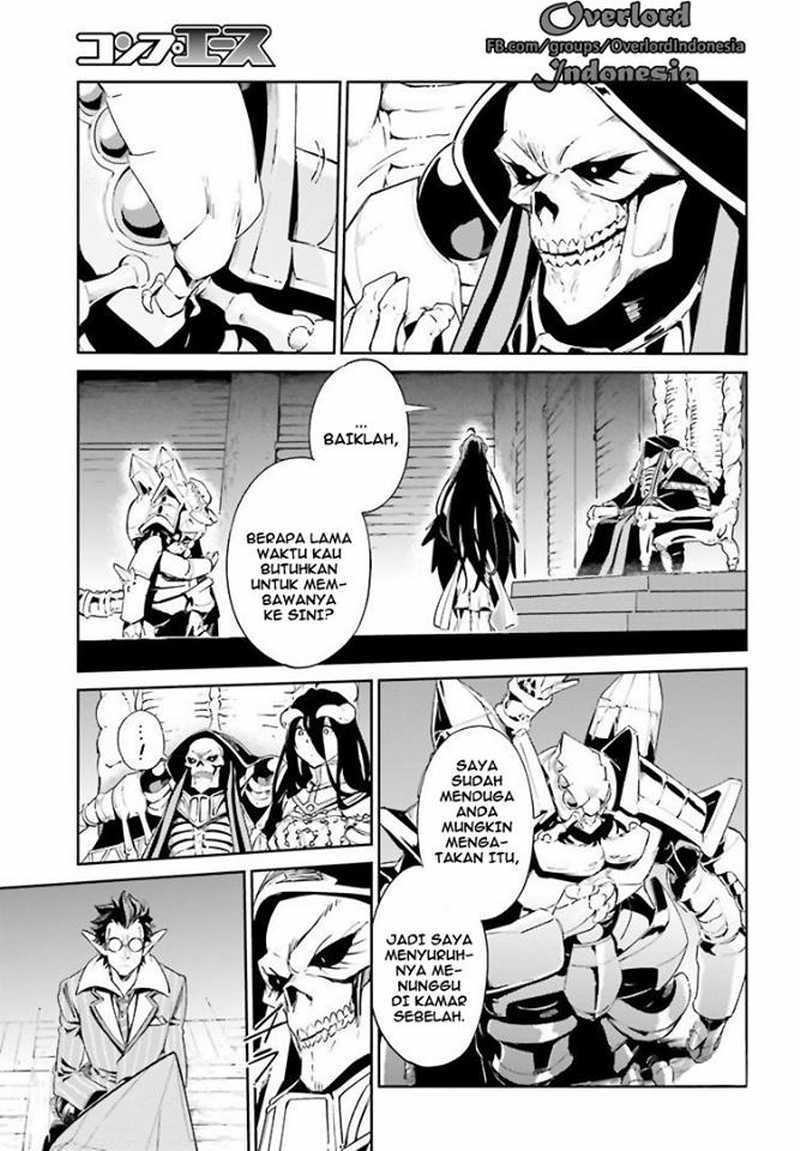 コンプエース
Overlord
FB.com/groups/OverlordIndonesia
Indonesia
...
BAIKLAH,
BERAPA LAMA
WAKTU KAU
BUTUHKAN
UNTUK MEM-
BAWANYA
KE SINI?
SAYA
SUDAH
MENDUGA
ANDA
MUNGKIN
MENGA-
TAKAN ITU,
JADI SAYA
MENYURUH-
NYA ME-
NUNGGU
DI KAMAR
SEBELAH.
...!